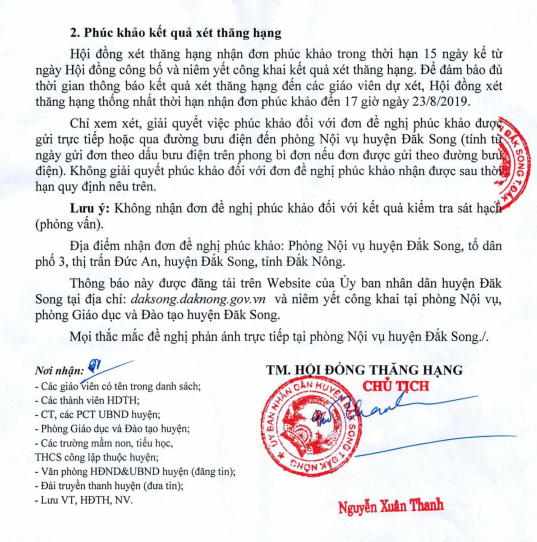 2. Phúc khảo kết quả xét thăng hạng
Hội đồng xét thăng hạng nhận đơn phúc khảo trong thời hạn 15 ngày kể từ
ngày Hội đồng công bố và niêm yết công khai kết quả xét thăng hạng. Để đảm bảo đủ
thời gian thông báo kết quả xét thăng hạng đến các giáo viên dự xét, Hội đồng xét
thăng hạng thống nhất thời hạn nhận đơn phúc khảo đến 17 giờ ngày 23/8/2019.
Chỉ xem xét, giải quyết việc phúc khảo đối với đơn đề nghị phúc khảo được
gửi trực tiếp hoặc qua đường bưu điện đến phòng Nội vụ huyện Đăk Song (tính từ
ngày gửi đơn theo dấu bưu điện trên phong bì đơn nếu đơn được gửi theo đường bưu
điện). Không giải quyết phúc khảo đối với đơn đề nghị phúc khảo nhận được sau thời
hạn quy định nêu trên.
Lưu ý: Không nhận đơn đề nghị phúc khảo đối với kết quả kiểm tra sát hạch
(phỏng vấn).
Địa điểm nhận đơn đề nghị phúc khảo: Phòng Nội vụ huyện Đắk Song, tổ dân
phố 3, thị trấn Đức An, huyện Đắk Song, tỉnh Đắk Nông.
Thông báo này được đăng tải trên Website của Ủy ban nhân dân huyện Đăk
Song tại địa chỉ: daksong.daknong.gov.vn và niêm yết công khai tại phòng Nội vụ,
phòng Giáo dục và Đào tạo huyện Đăk Song.
Mọi thắc mắc đề nghị phản ánh trực tiếp tại phòng Nội vụ huyện Đăk Song./.
Nơi nhận:
- Các giáo viên có tên trong danh sách;
- Các thành viên HDTH;
- CT, các PCT UBND huyện;
- Phòng Giáo dục và Đào tạo huyện;
- Các trường mầm non, tiểu học,
THCS công lập thuộc huyện;
- Văn phòng HĐND&UBND huyện (đăng tin);
- Đài truyền thanh huyện (đưa tin);
- Lưu VT, HĐTH, NV.
TM. HỘI ĐỒNG THĂNG HẠNG
CHỦ TỊCH
ỦY BAN NHÂN DÂN HUYỆN ĐĂK SONG T.ĐĂK NÔNG
Nguyễn Xuân Thanh
ĐĂK SONG T.ĐĂK